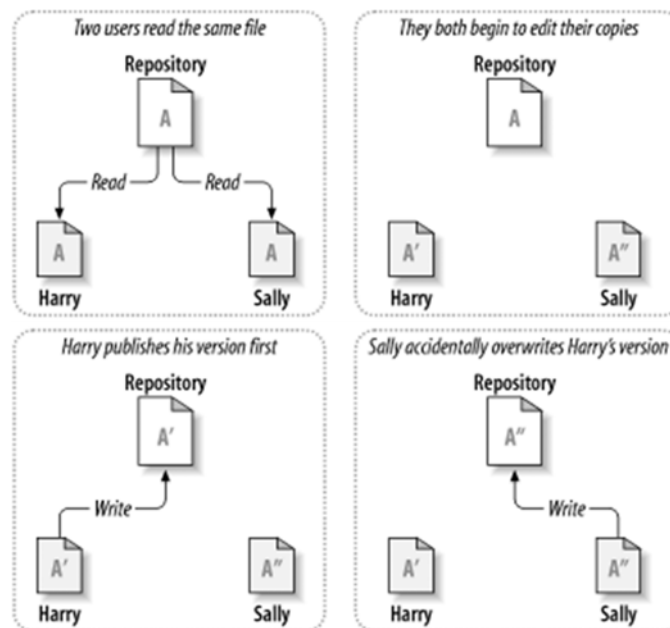 Two users read the same file
Repository
A
Read Read
A A
Harry Sally
They both begin to edit their copies
Repository
A
A' A"
Harry Sally
Harry publishes his version first
Repository
A'
Write
A' A"
Harry Sally
Sally accidentally overwrites Harry's version
Repository
A"
Write
A' A"
Harry Sally